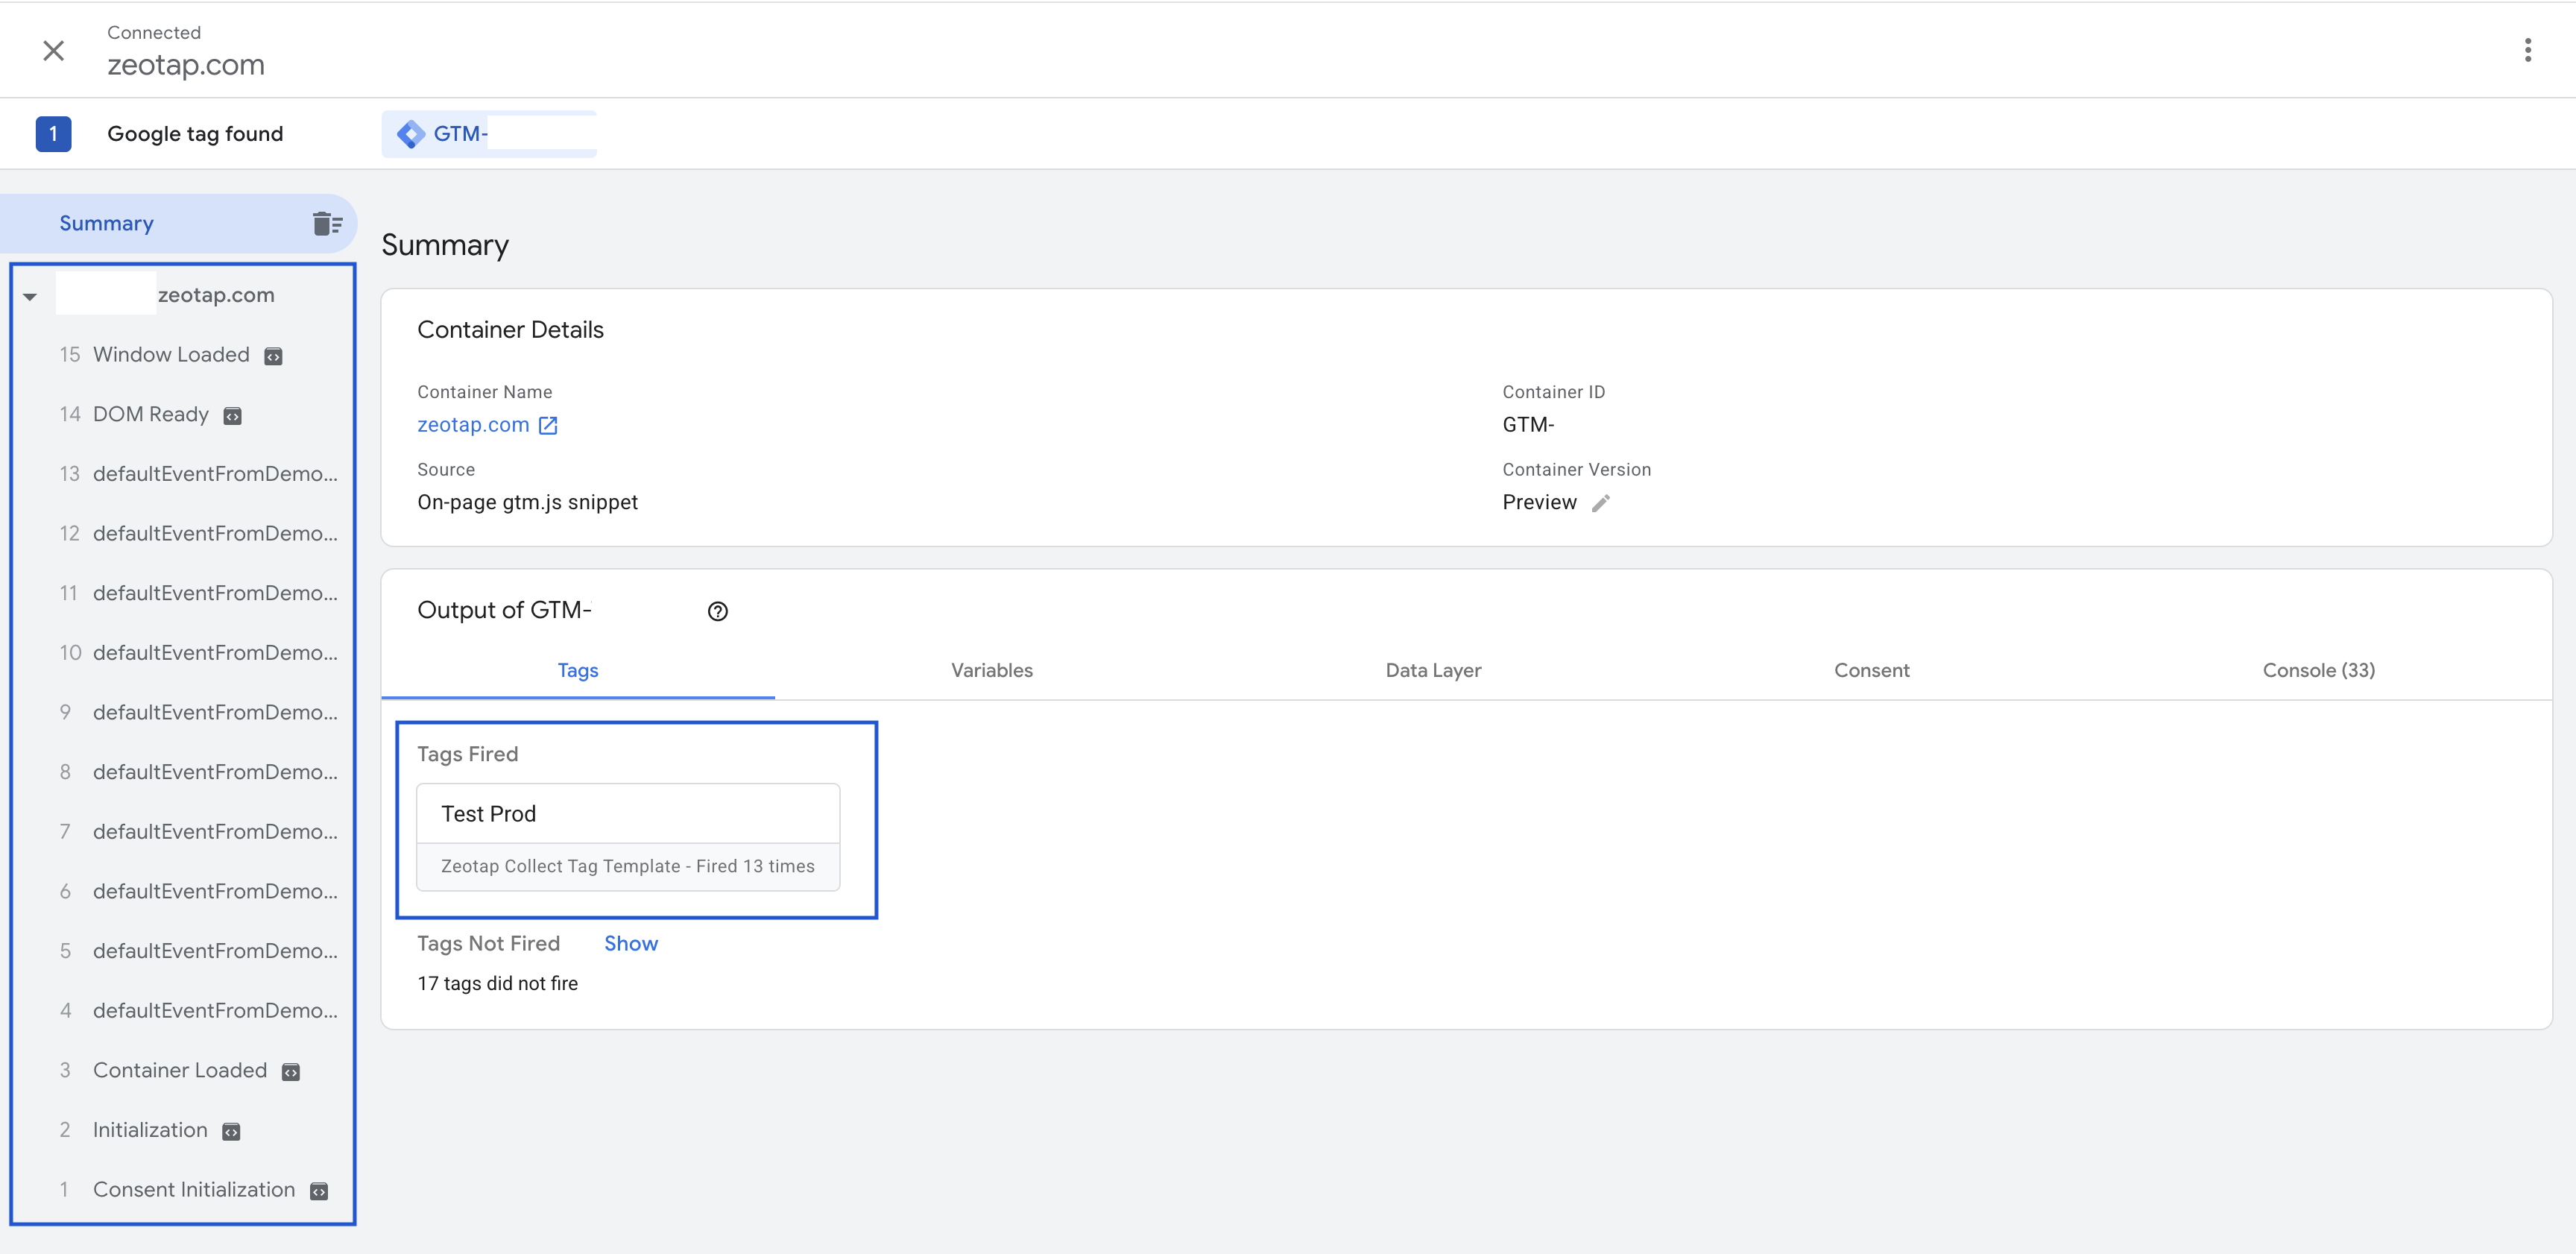 Connected
zeotap.com
1 Google tag found GTM-
Summary
zeotap.com
15 Window Loaded
14 DOM Ready
13 defaultEventFromDemo...
12 defaultEventFromDemo...
11 defaultEventFromDemo...
10 defaultEventFromDemo...
9 defaultEventFromDemo...
8 defaultEventFromDemo...
7 defaultEventFromDemo...
6 defaultEventFromDemo...
5 defaultEventFromDemo...
4 defaultEventFromDemo...
3 Container Loaded
2 Initialization
1 Consent Initialization
Summary
Container Details
Container Name
zeotap.com
Source
On-page gtm.js snippet
Container ID
GTM-
Container Version
Preview
Output of GTM-
Tags Variables Data Layer Consent Console (33)
Tags Fired
Test Prod
Zeotap Collect Tag Template - Fired 13 times
Tags Not Fired Show
17 tags did not fire